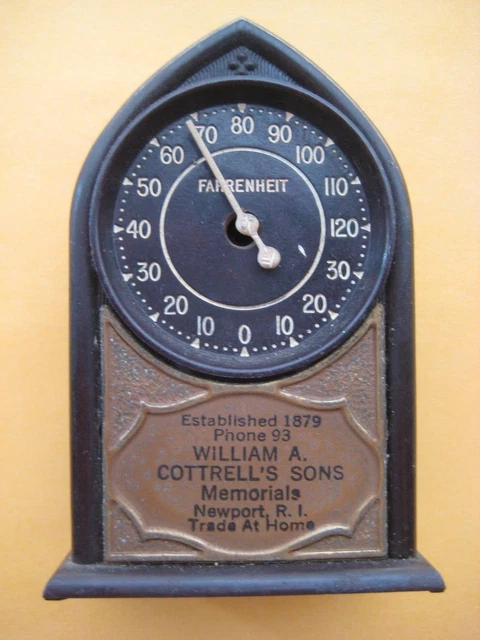 80
70 90
60 100
50 110
FAHRENHEIT
40 120
30 30
20 20
10 10
0
Established 1879
Phone 93
WILLIAM A.
COTTRELL'S SONS
Memorials
Newport, R. I.
Trade At Home